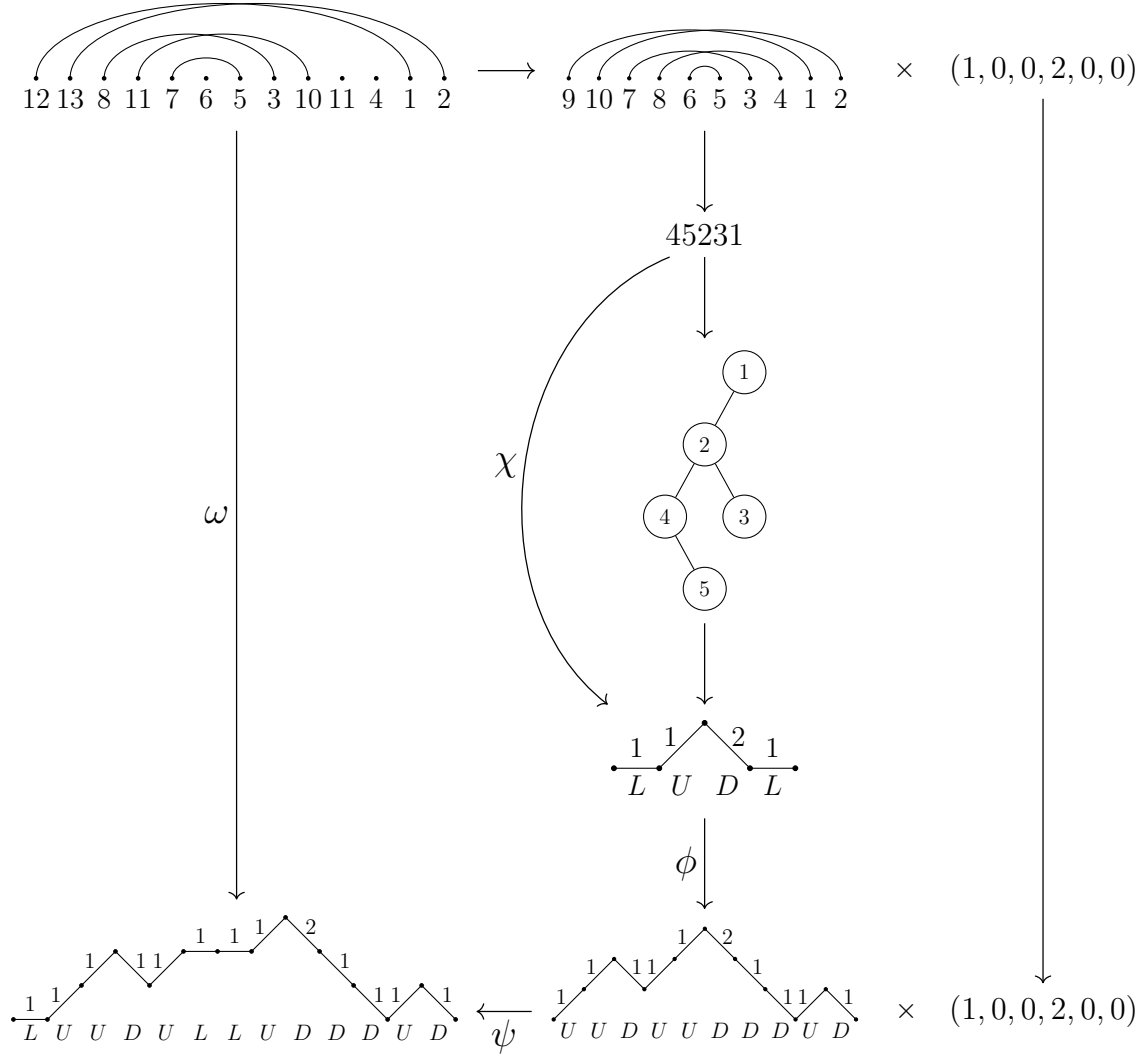 12 13 8 11 7 6 5 3 10 11 4 1 2
9 10 7 8 6 5 3 4 1 2
× (1, 0, 0, 2, 0, 0)
45231
1
2
χ
4 3
ω
5
1 1 2 1
L U D L
ϕ
1 1 1 1 1 1 1 1 1 2 1 1 1
L U U D U L L U D D D U D
ψ
1 1 1 1 1 2 1 1 1
U U D U U D D D U D
× (1, 0, 0, 2, 0, 0)